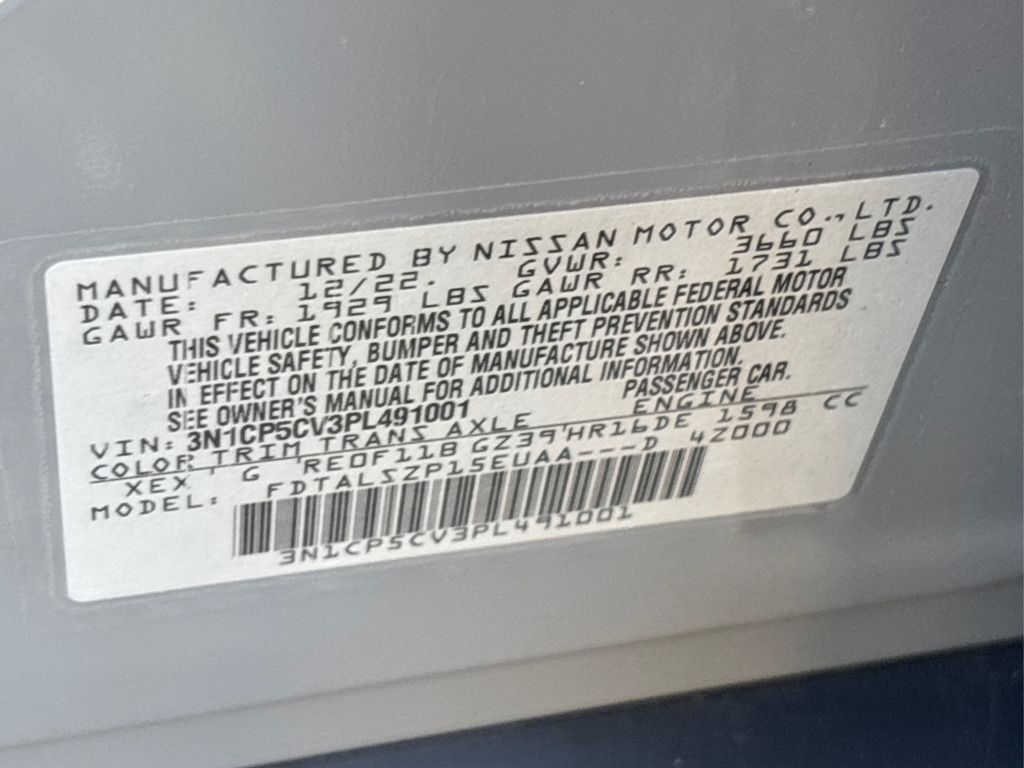 MANUFACTURED BY NISSAN MOTOR CO., LTD.
DATE: 12/22. GVWR: 3660 LBS
GAWR FR: 1929 LBS GAWR RR: 1731 LBS
THIS VEHICLE CONFORMS TO ALL APPLICABLE FEDERAL MOTOR
VEHICLE SAFETY, BUMPER AND THEFT PREVENTION STANDARDS
IN EFFECT ON THE DATE OF MANUFACTURE SHOWN ABOVE.
SEE OWNER'S MANUAL FOR ADDITIONAL INFORMATION.
VIN: 3N1CP5CV3PL491001 PASSENGER CAR.
COLOR TRIM TRANS AXLE ENGINE
XEX G RE0F11B GZ39 HR16DE 1598 CC
MODEL: FDTALSZP15EUAA---D 4Z000
3N1CP5CV3PL491001